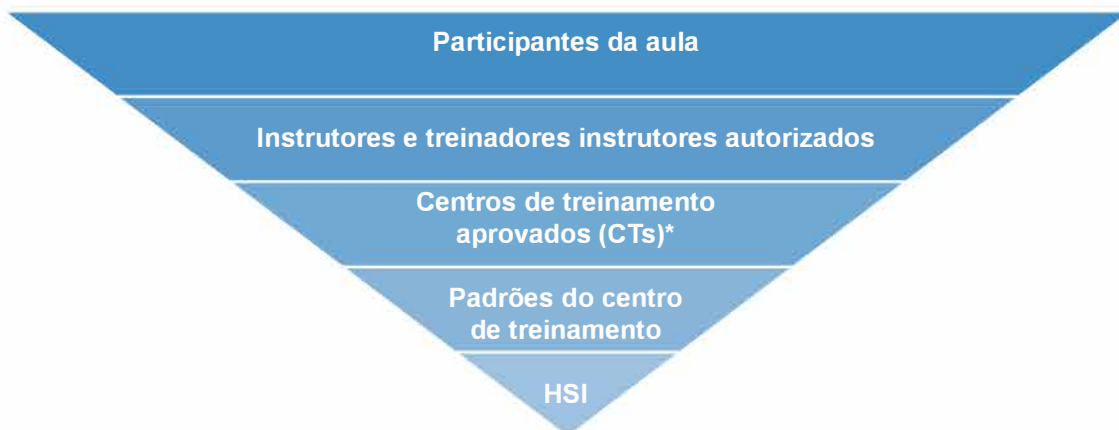 Participantes da aula
Instrutores e treinadores instrutores autorizados
Centros de treinamento
aprovados (CTs)*
Padrões do centro
de treinamento
HSI